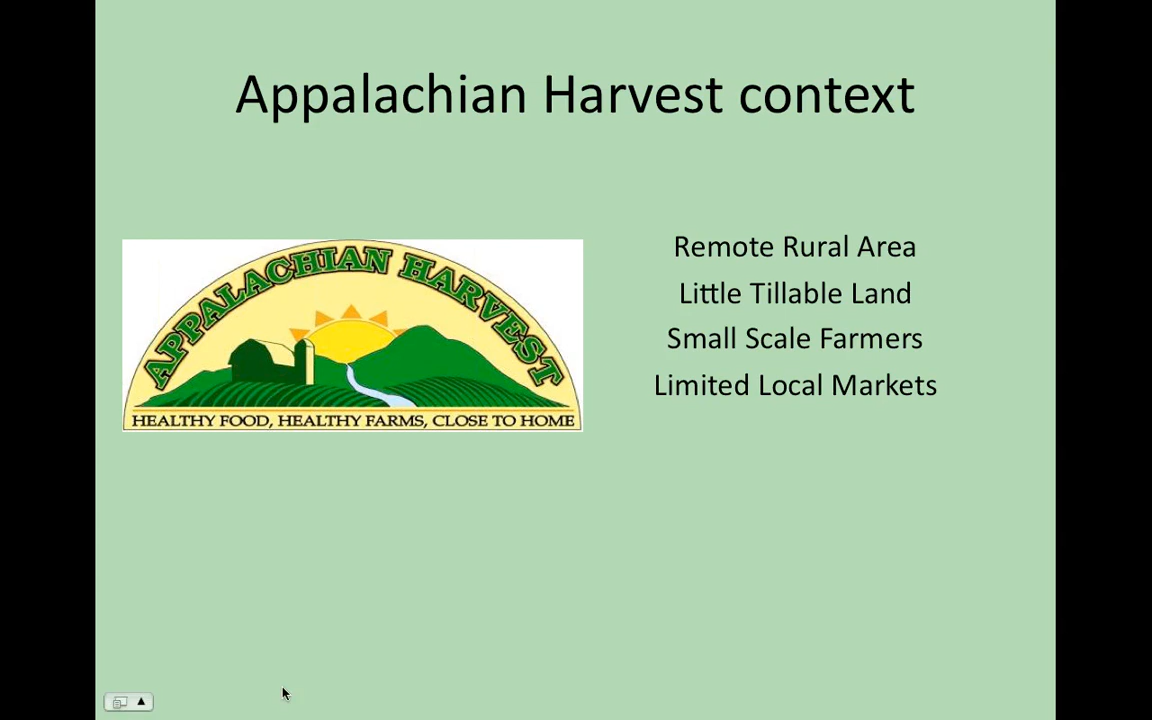 Appalachian Harvest context
APPALACHIAN HARVEST
HEALTHY FOOD, HEALTHY FARMS, CLOSE TO HOME
Remote Rural Area
Little Tillable Land
Small Scale Farmers
Limited Local Markets